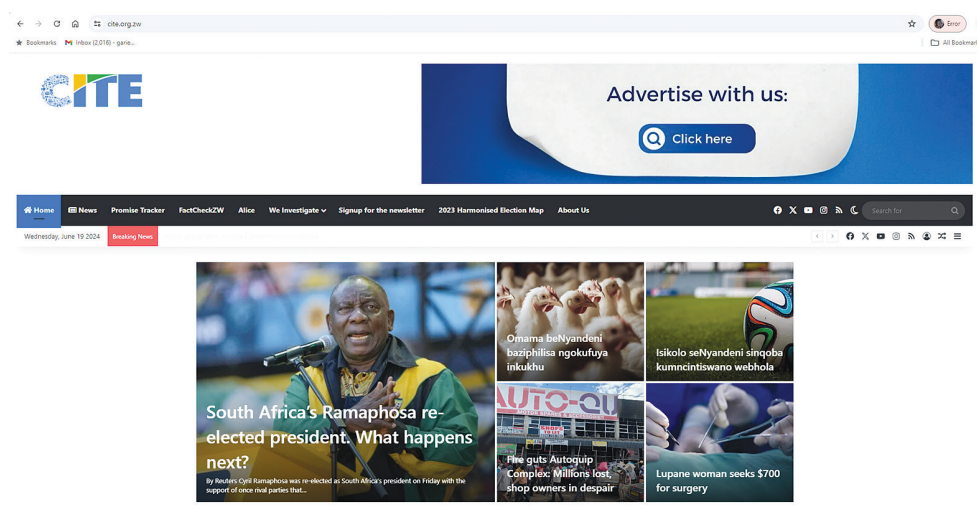 cite.org.zw
Error
Bookmarks
Inbox (2,016) - garie...
All Bookmark
CITE
Advertise with us:
Click here
Home News Promise Tracker FactCheckZW Alice We Investigate Signup for the newsletter 2023 Harmonised Election Map About Us
Search for
Wednesday, June 19 2024 Breaking News
South Africa's Ramaphosa re-
elected president. What happens
next?
By Reuters Cyril Ramaphosa was re-elected as South Africa's president on Friday with the
support of once rival parties that...
Omama beNyandeni
baziphilisa ngokufuya
inkukhu
Isikolo seNyandeni sinqoba
kumncintiswano webhola
AUTO-QU
Fire guts Autoquip
Complex: Millions lost,
shop owners in despair
Lupane woman seeks $700
for surgery